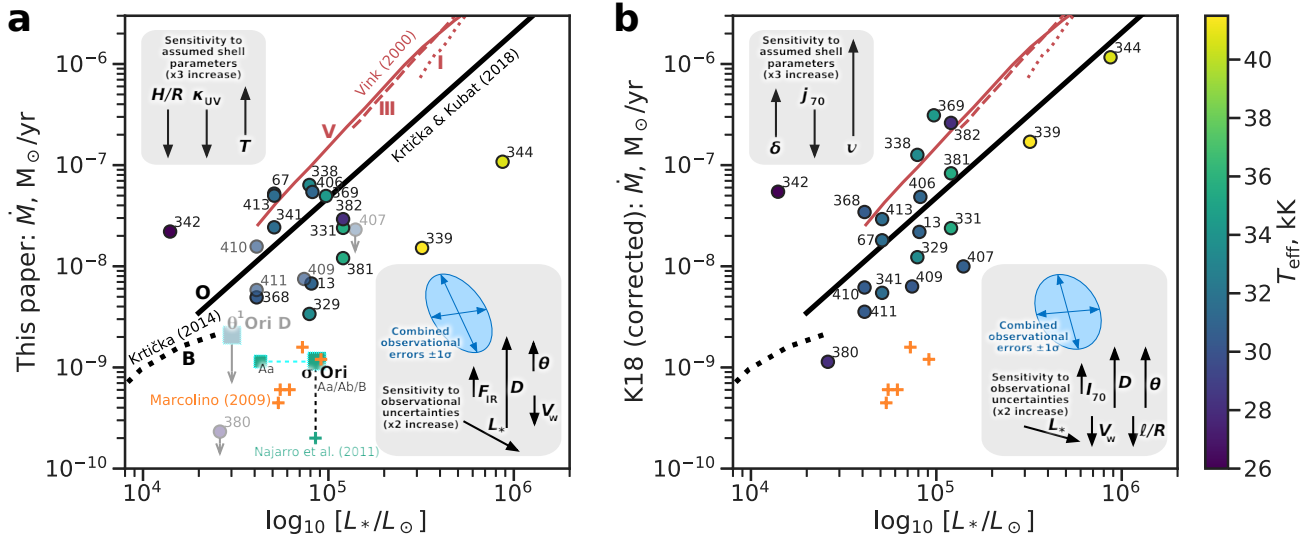 a
Sensitivity to
assumed shell
parameters
(x3 increase)
H/R κUV
T
Vink (2000)
I
III
V
Krtička & Kubat (2018)
344
67
338
406
369
413
342
341
382
407
331
410
339
381
411
409
13
368
329
O
Krtička (2014)
B
θ¹Ori D
Aa
σ Ori
Aa/Ab/B
Marcolino (2009)
380
Najarro et al. (2011)
Combined
observational
errors ±1σ
Sensitivity to
observational
uncertainties
(x2 increase)
FIR
D
θ
Vw
L*
This paper: Ṁ, M⊙/yr
10⁻⁶
10⁻⁷
10⁻⁸
10⁻⁹
10⁻¹⁰
10⁴
10⁵
10⁶
log₁₀ [L*/L⊙]
b
Sensitivity to
assumed shell
parameters
(x3 increase)
j70
δ
ν
344
369
382
339
338
381
342
368
406
413
13
331
67
329
407
341
409
410
411
380
Combined
observational
errors ±1σ
Sensitivity to
observational
uncertainties
(x2 increase)
I70
D
θ
L*
Vw
ℓ/R
K18 (corrected): Ṁ, M⊙/yr
10⁻⁶
10⁻⁷
10⁻⁸
10⁻⁹
10⁻¹⁰
10⁴
10⁵
10⁶
log₁₀ [L*/L⊙]
40
38
36
34
32
30
28
26
Teff, kK